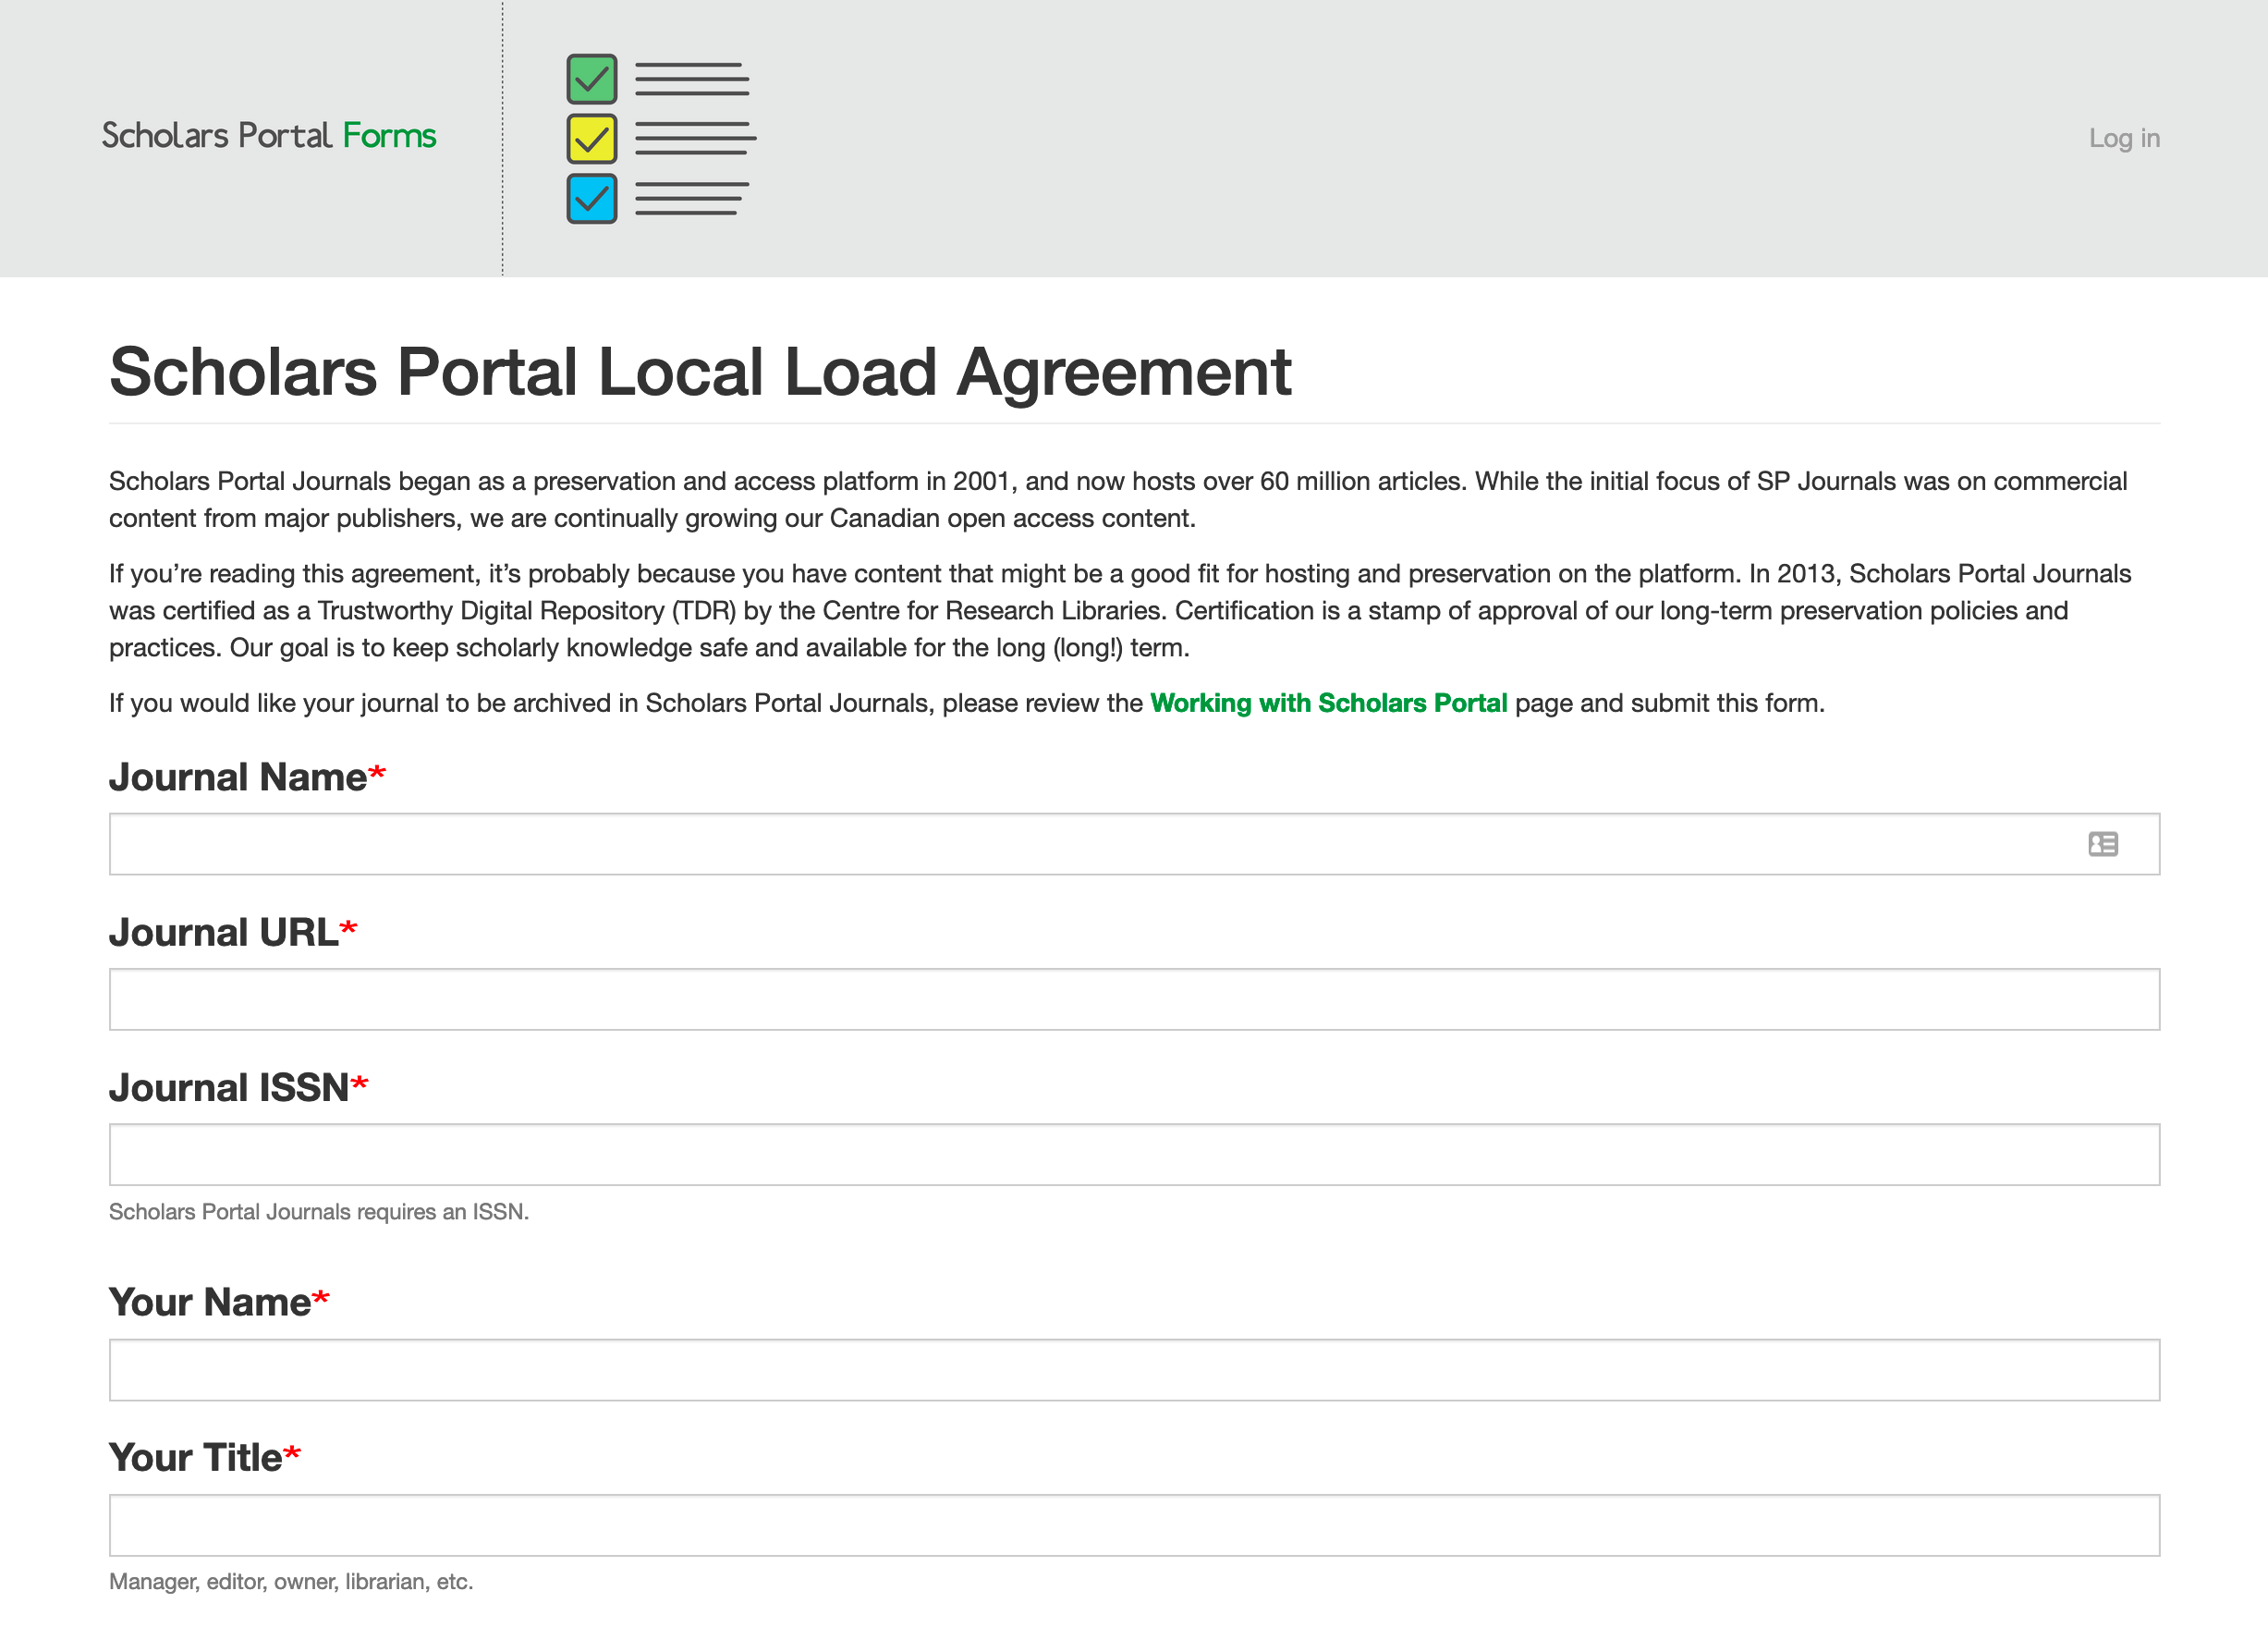 Scholars Portal Forms
Log in
Scholars Portal Local Load Agreement
Scholars Portal Journals began as a preservation and access platform in 2001, and now hosts over 60 million articles. While the initial focus of SP Journals was on commercial
content from major publishers, we are continually growing our Canadian open access content.
If you’re reading this agreement, it’s probably because you have content that might be a good fit for hosting and preservation on the platform. In 2013, Scholars Portal Journals
was certified as a Trustworthy Digital Repository (TDR) by the Centre for Research Libraries. Certification is a stamp of approval of our long-term preservation policies and
practices. Our goal is to keep scholarly knowledge safe and available for the long (long!) term.
If you would like your journal to be archived in Scholars Portal Journals, please review the Working with Scholars Portal page and submit this form.
Journal Name*
Journal URL*
Journal ISSN*
Scholars Portal Journals requires an ISSN.
Your Name*
Your Title*
Manager, editor, owner, librarian, etc.